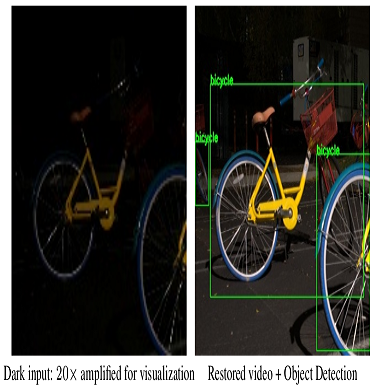 bicycle
bicycle
bicycle
Dark input: 20× amplified for visualization
Restored video + Object Detection